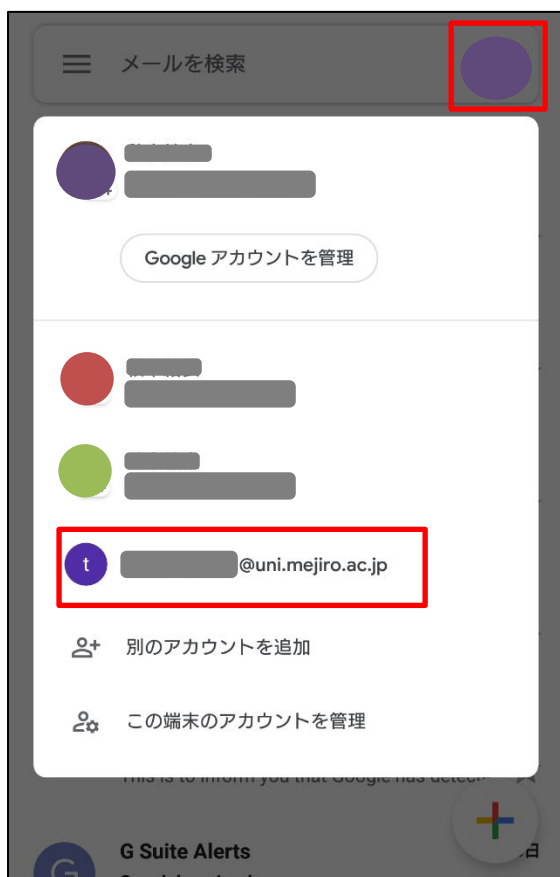 メールを検索
Google アカウントを管理
t
@uni.mejiro.ac.jp
別のアカウントを追加
この端末のアカウントを管理
This is to inform you that Google has
G
G Suite Alerts
日